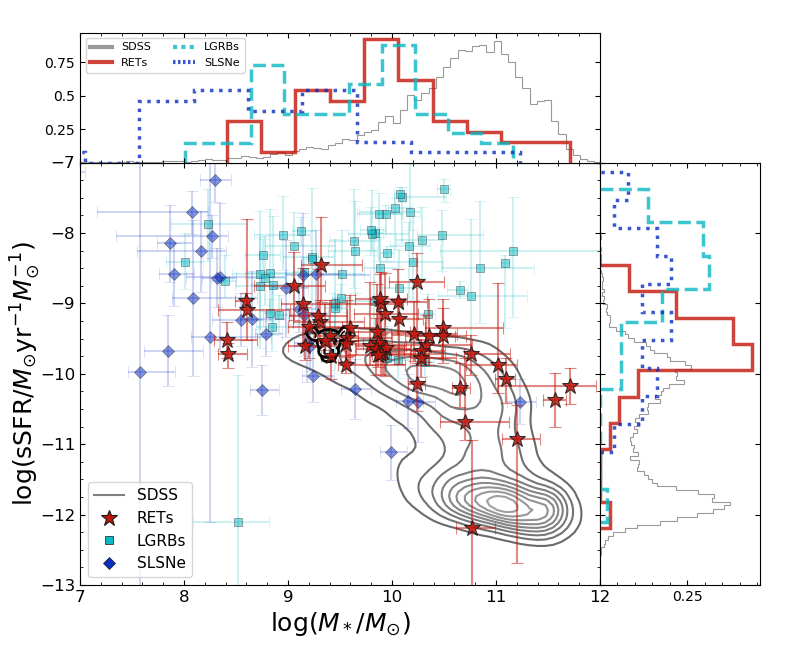 SDSS LGRBs
RETs SLSNe
0.75
0.5
0.25
−7
−8
−9
−10
−11
−12
−13
log(sSFR/M⊙yr⁻¹M⊙⁻¹)
SDSS
RETs
LGRBs
SLSNe
7 8 9 10 11 12 0.25
log(M*/M⊙)